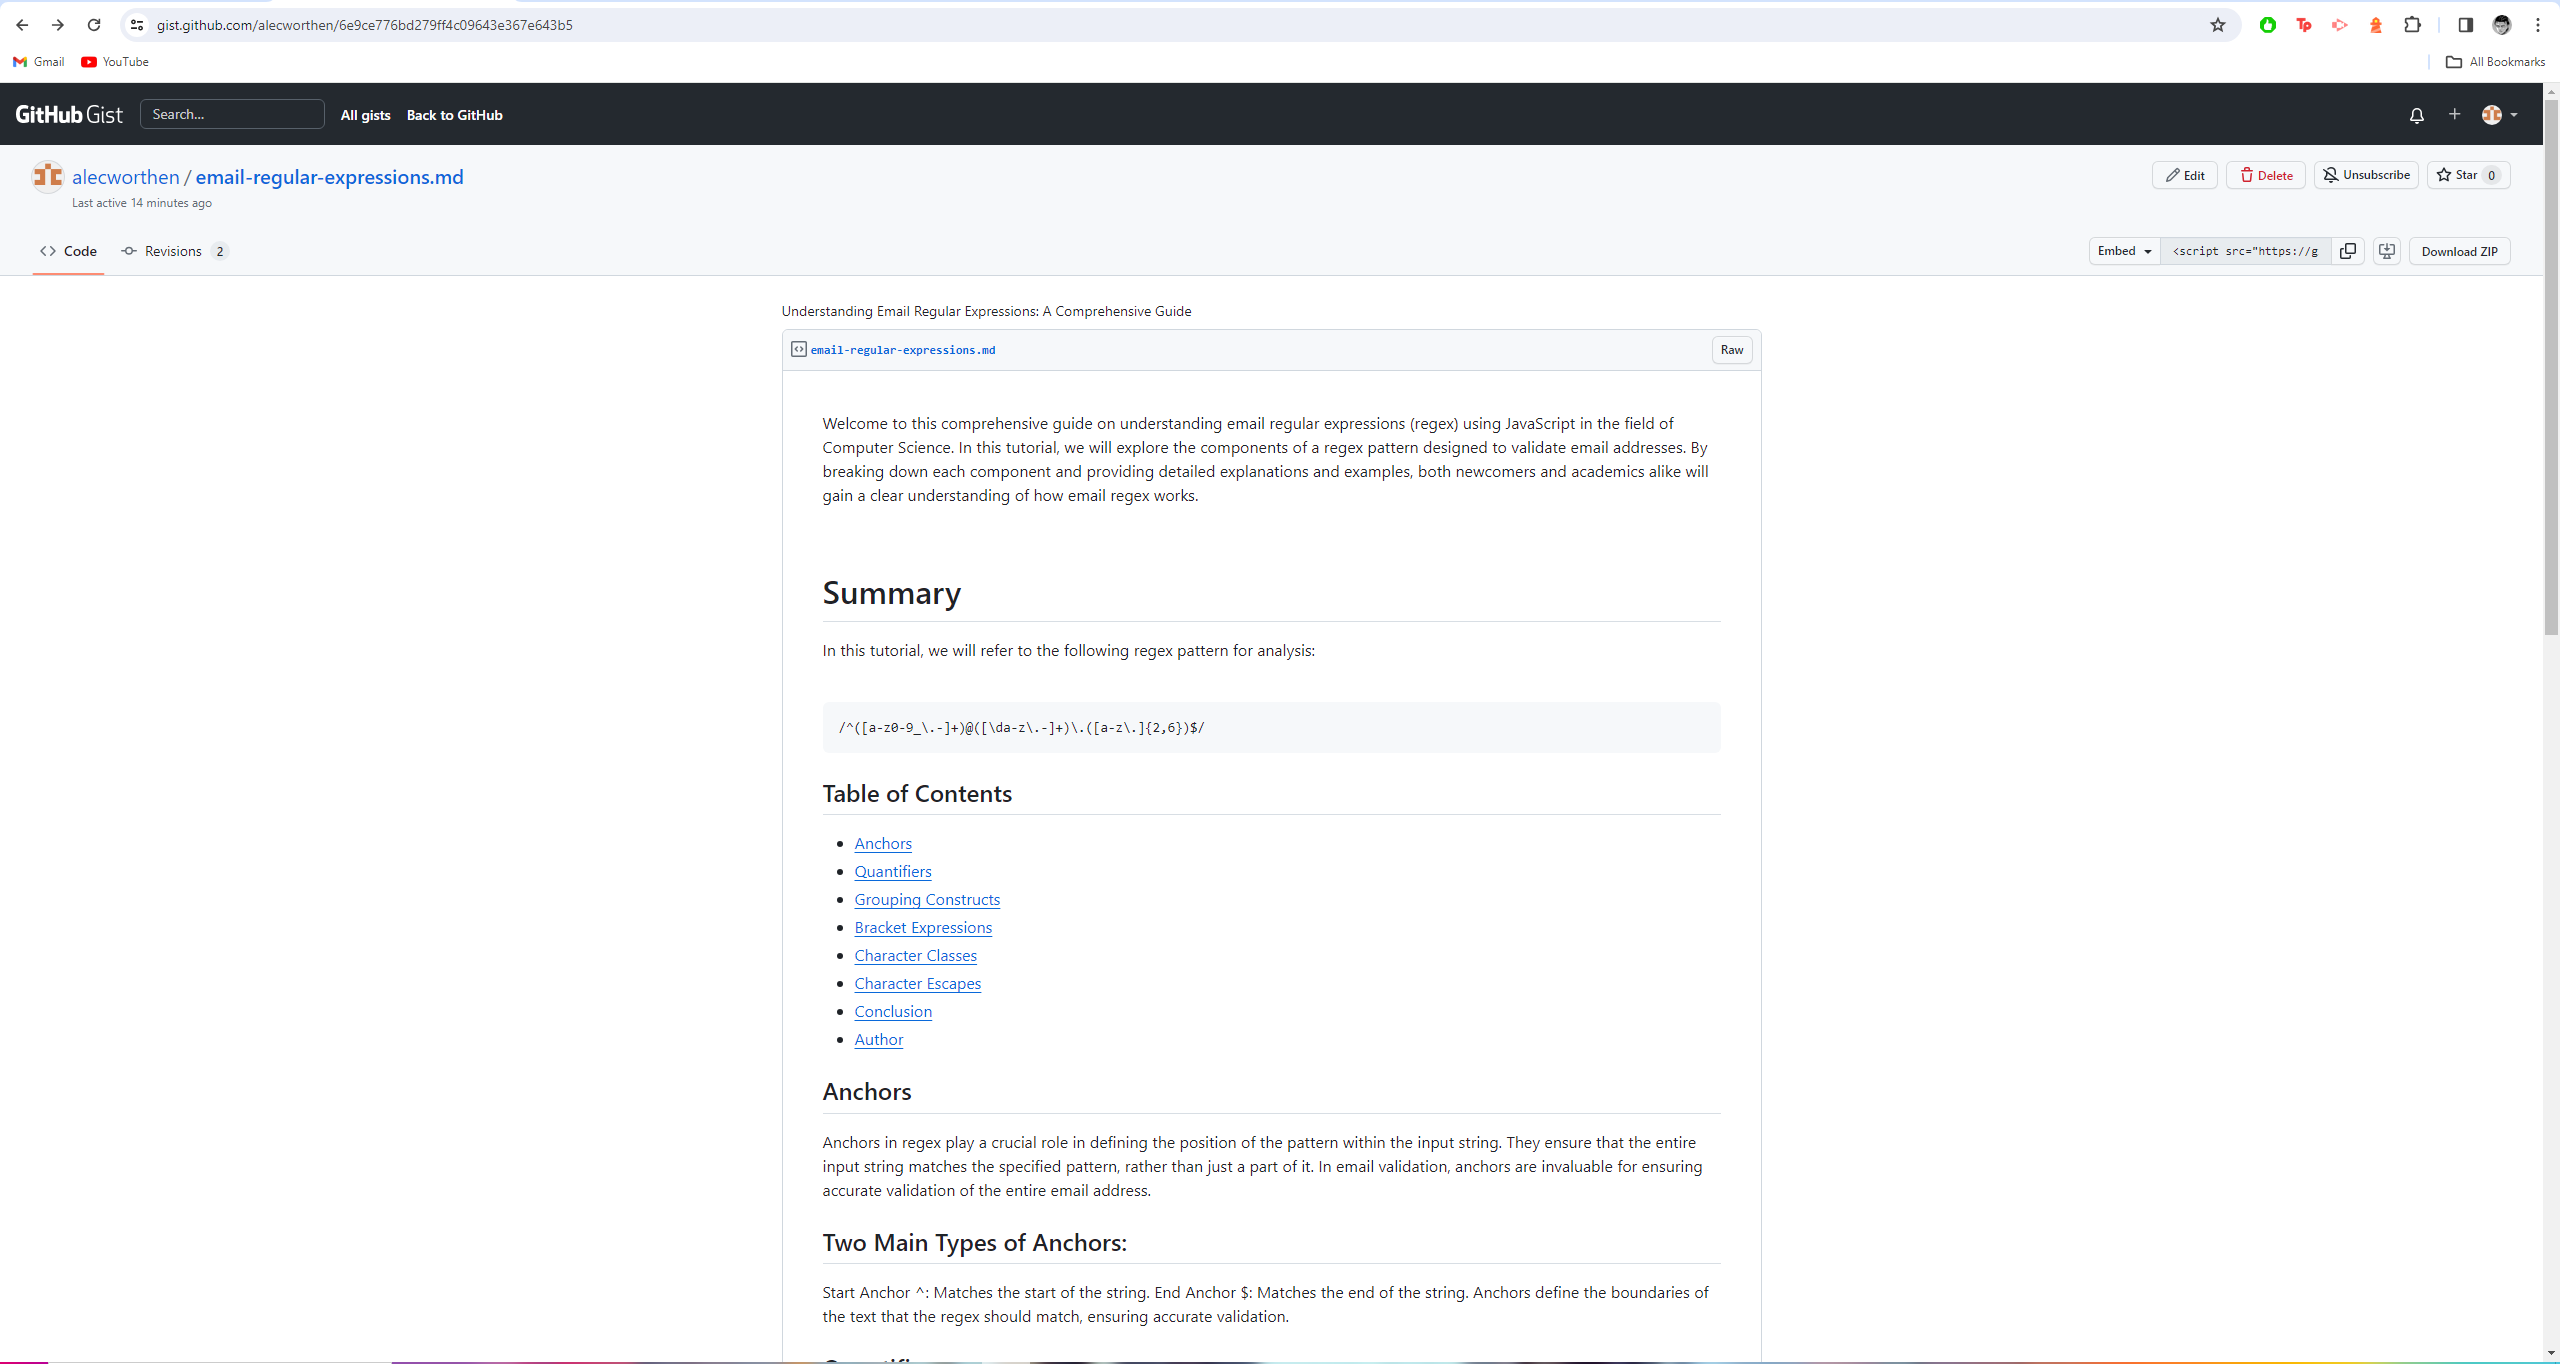 gist.github.com/alecworthen/6e9ce776bd279ff4c09643e367e643b5
Gmail
YouTube
All Bookmarks
GitHub Gist
Search...
All gists
Back to GitHub
alecworthen / email-regular-expressions.md
Last active 14 minutes ago
Edit
Delete
Unsubscribe
Star 0
Code
Revisions 2
Embed
<script src="https://g
Download ZIP
Understanding Email Regular Expressions: A Comprehensive Guide
email-regular-expressions.md
Raw
Welcome to this comprehensive guide on understanding email regular expressions (regex) using JavaScript in the field of
Computer Science. In this tutorial, we will explore the components of a regex pattern designed to validate email addresses. By
breaking down each component and providing detailed explanations and examples, both newcomers and academics alike will
gain a clear understanding of how email regex works.
Summary
In this tutorial, we will refer to the following regex pattern for analysis:
/^([a-z0-9_\.-]+)@([\da-z\.-]+)\.([a-z\.]{2,6})$/
Table of Contents
Anchors
Quantifiers
Grouping Constructs
Bracket Expressions
Character Classes
Character Escapes
Conclusion
Author
Anchors
Anchors in regex play a crucial role in defining the position of the pattern within the input string. They ensure that the entire
input string matches the specified pattern, rather than just a part of it. In email validation, anchors are invaluable for ensuring
accurate validation of the entire email address.
Two Main Types of Anchors:
Start Anchor ^: Matches the start of the string. End Anchor $: Matches the end of the string. Anchors define the boundaries of
the text that the regex should match, ensuring accurate validation.